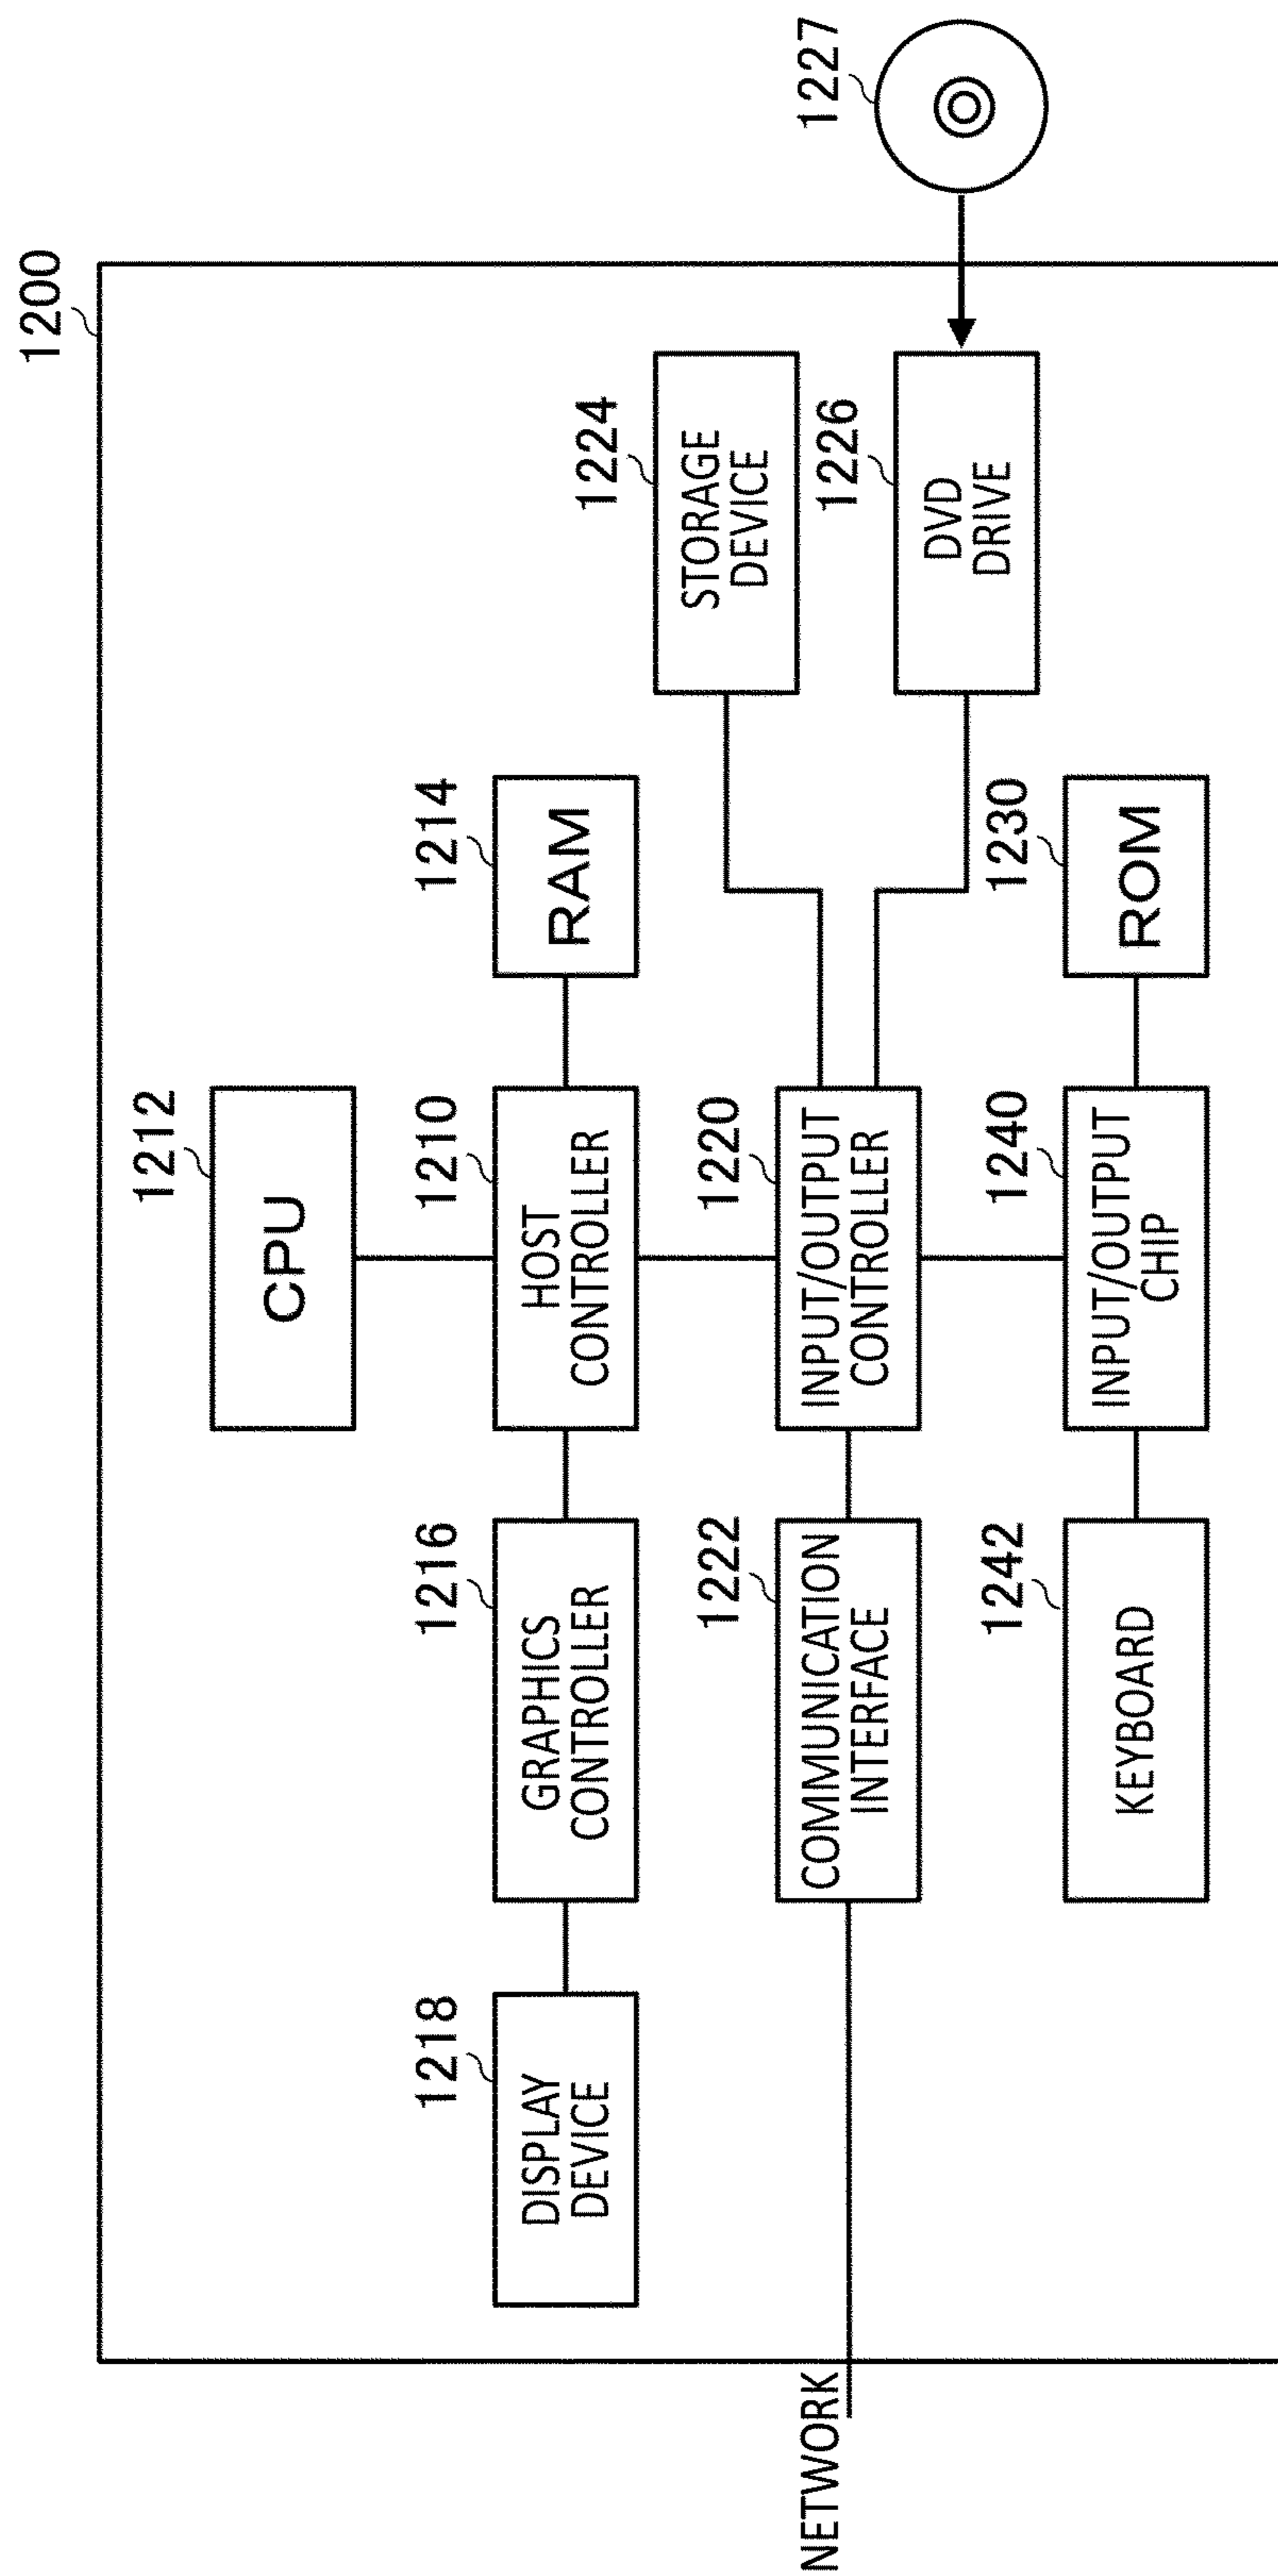 1200
1212
CPU
1218
DISPLAY
DEVICE
1216
GRAPHICS
CONTROLLER
1210
HOST
CONTROLLER
1214
RAM
1224
STORAGE
DEVICE
NETWORK
1222
COMMUNICATION
INTERFACE
1220
INPUT/OUTPUT
CONTROLLER
1226
DVD
DRIVE
1227
1242
KEYBOARD
1240
INPUT/OUTPUT
CHIP
1230
ROM